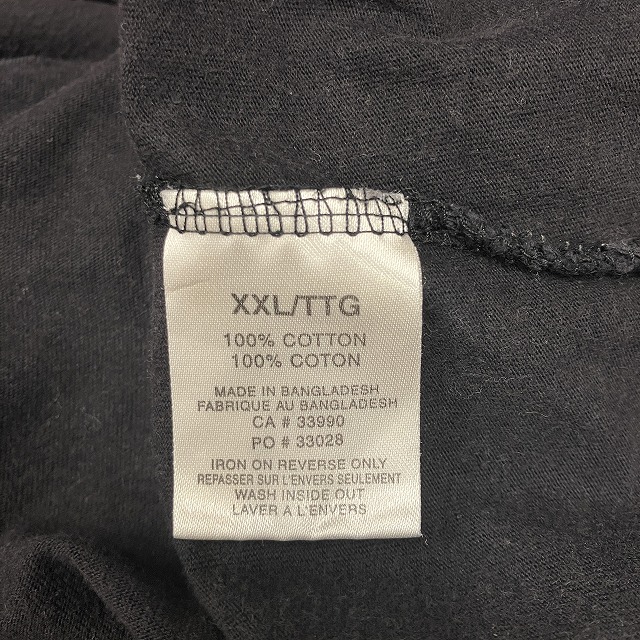 XXL/TTG
100% COTTON
100% COTON
MADE IN BANGLADESH
FABRIQUE AU BANGLADESH
CA # 33990
PO # 33028
IRON ON REVERSE ONLY
REPASSER SUR L'ENVERS SEULEMENT
WASH INSIDE OUT
LAVER A L'ENVERS